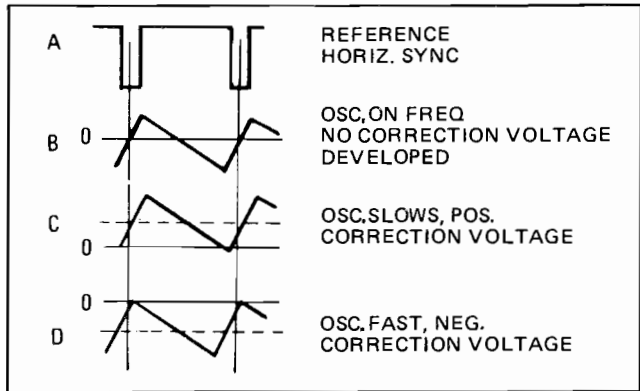 A
REFERENCE
HORIZ. SYNC
B
0
OSC, ON FREQ
NO CORRECTION VOLTAGE
DEVELOPED
C
0
OSC. SLOWS, POS.
CORRECTION VOLTAGE
0
D
OSC. FAST, NEG.
CORRECTION VOLTAGE